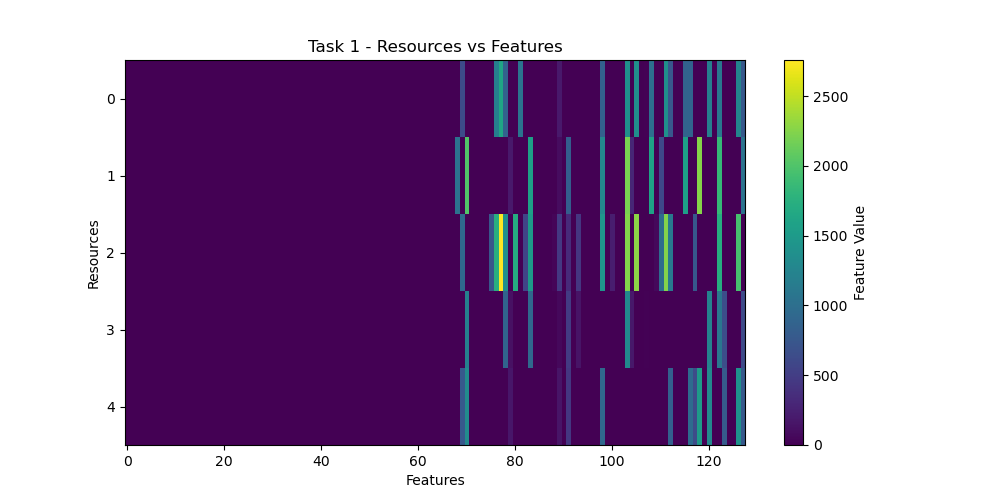 Task 1 - Resources vs Features
Resources
0
1
2
3
4
0 20 40 60 80 100 120
Features
2500
2000
1500
1000
500
0
Feature Value